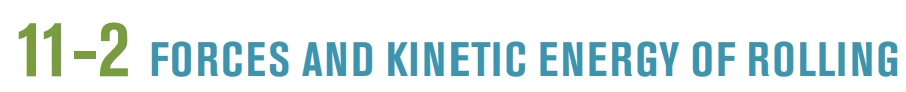 11–2 FORCES AND KINETIC ENERGY OF ROLLING